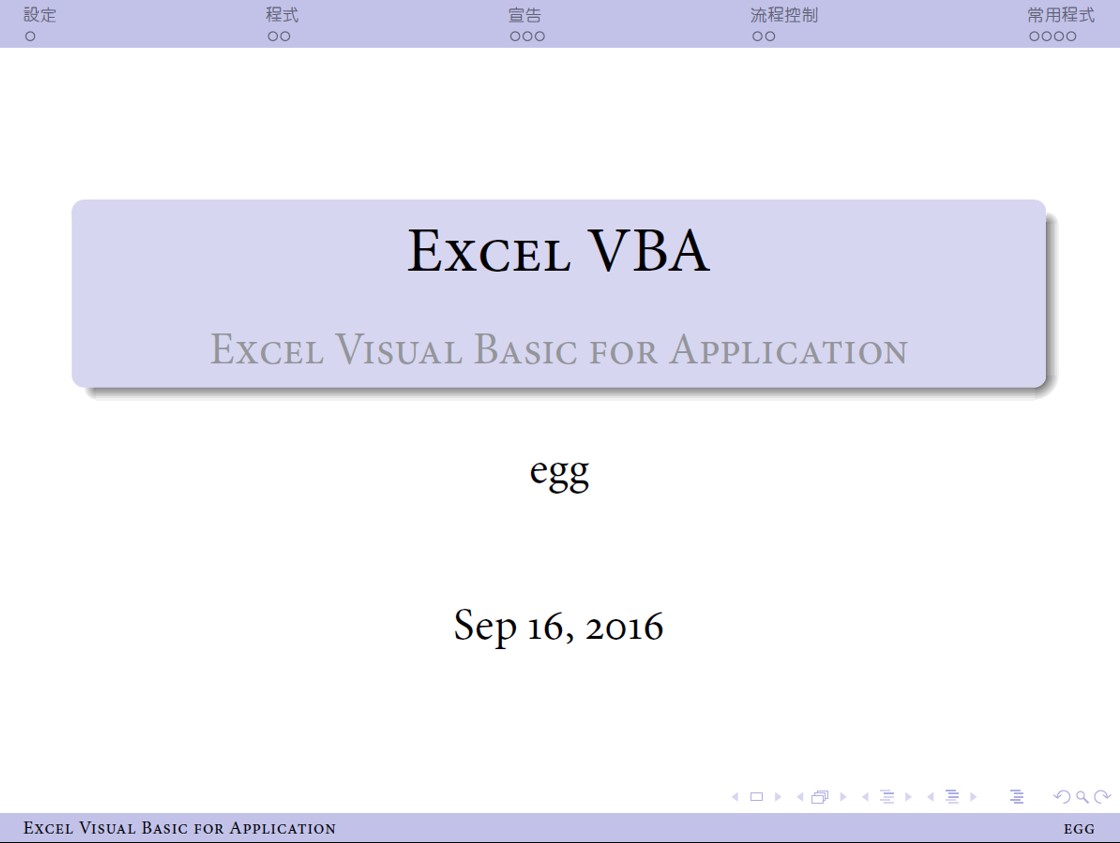 設定 程式 宣告 流程控制 常用程式
Excel VBA
Excel Visual Basic for Application
egg
Sep 16, 2016
Excel Visual Basic for Application egg